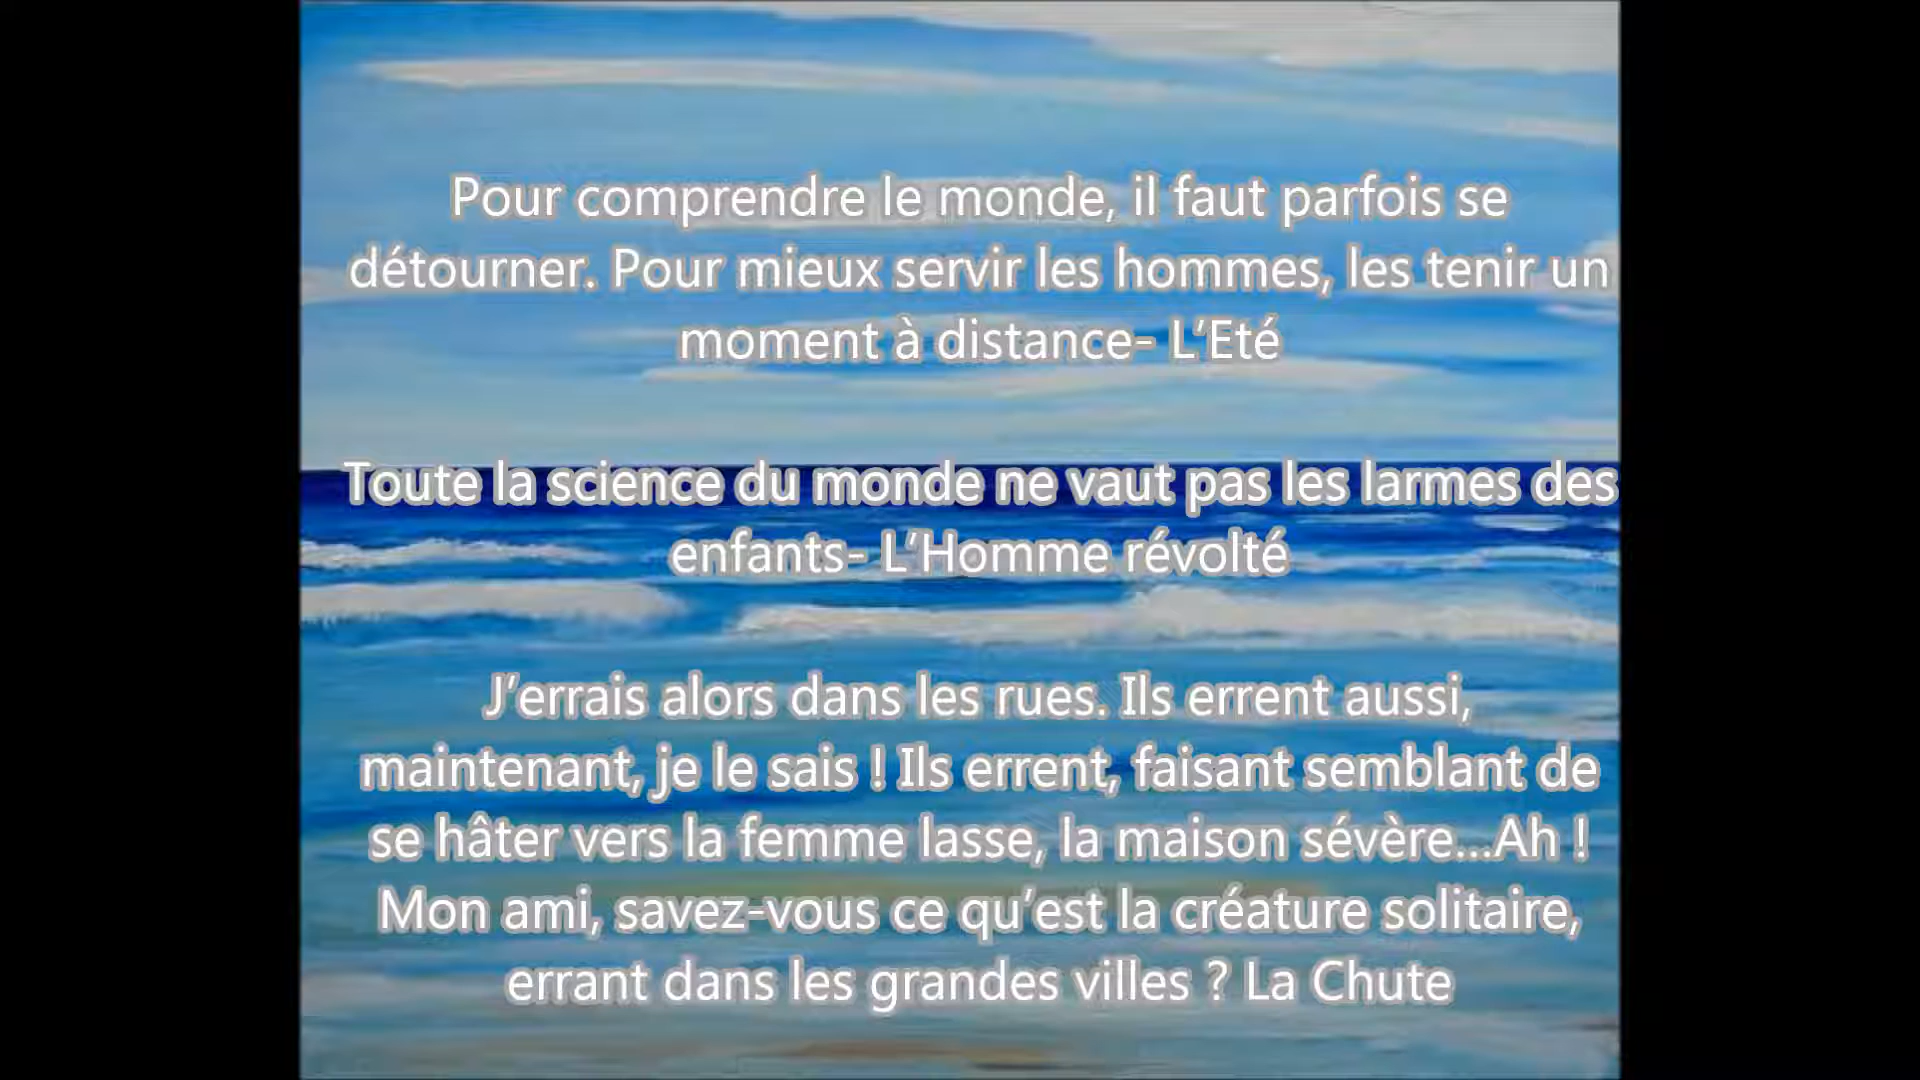 Pour comprendre le monde, il faut parfois se
détourner. Pour mieux servir les hommes, les tenir un
moment à distance- L’Eté
Toute la science du monde ne vaut pas les larmes des
enfants- L’Homme révolté
J’errais alors dans les rues. Ils errent aussi,
maintenant, je le sais ! Ils errent, faisant semblant de
se hâter vers la femme lasse, la maison sévère...Ah !
Mon ami, savez-vous ce qu’est la créature solitaire,
errant dans les grandes villes ? La Chute